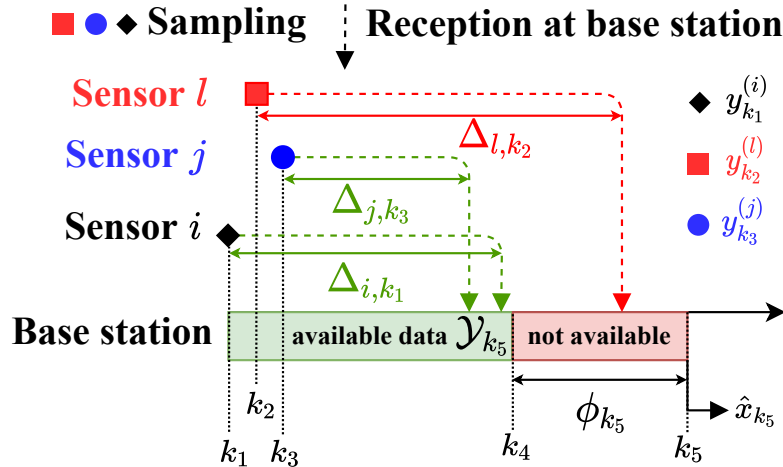 Sampling
Reception at base station
Sensor l
Δ_{l,k_2}
y_{k_1}^{(i)}
Sensor j
Δ_{j,k_3}
y_{k_2}^{(l)}
Sensor i
Δ_{i,k_1}
y_{k_3}^{(j)}
Base station
available data 𝒴_{k_5}
not available
ϕ_{k_5}
x̂_{k_5}
k_1
k_2
k_3
k_4
k_5